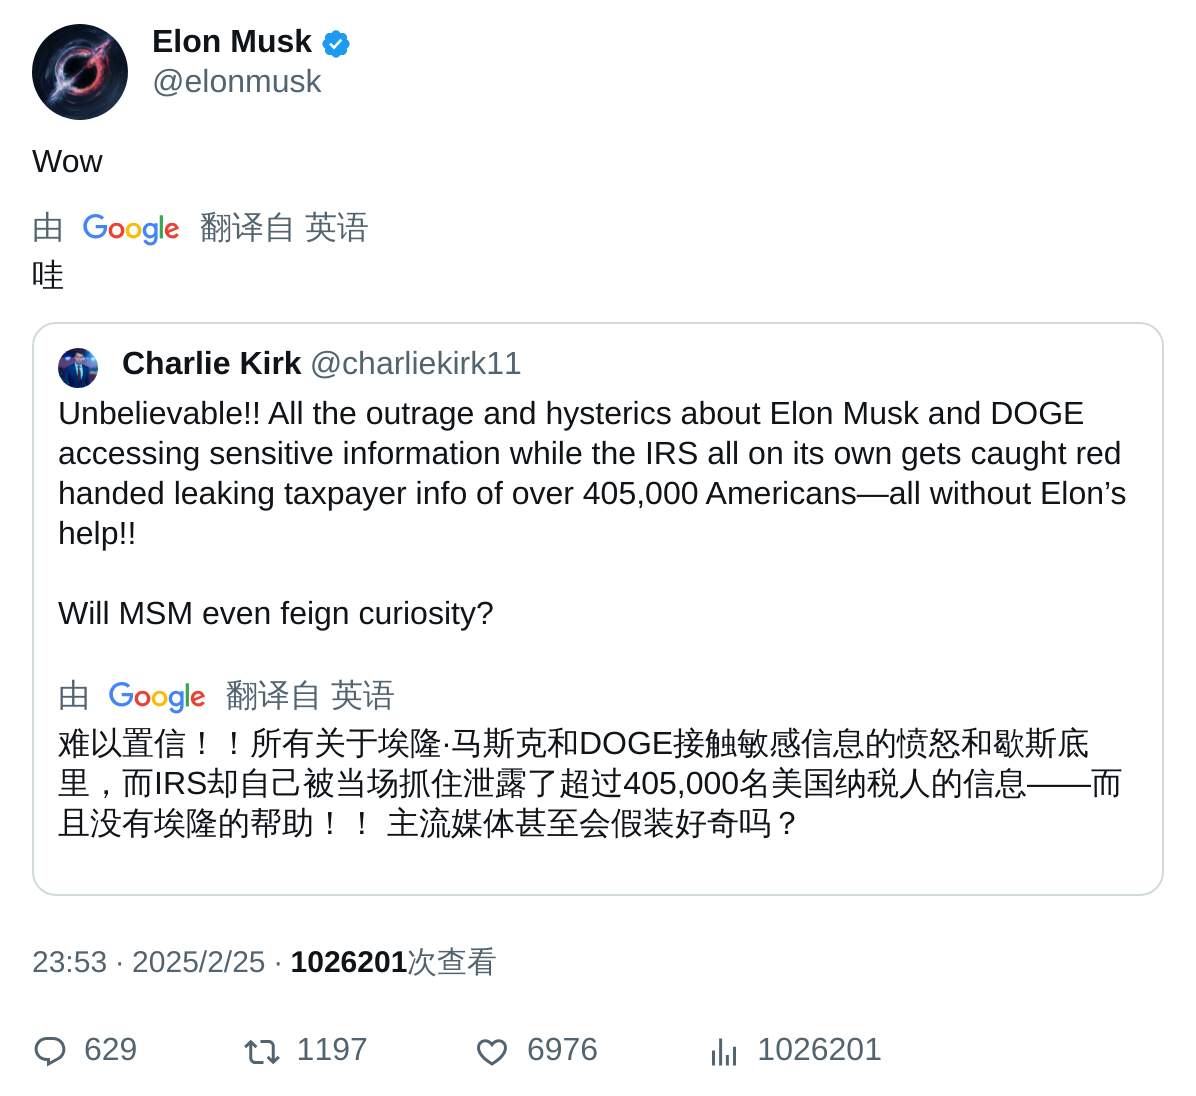 Elon Musk
@elonmusk
Wow
由 Google 翻译自 英语
哇
Charlie Kirk @charliekirk11
Unbelievable!! All the outrage and hysterics about Elon Musk and DOGE
accessing sensitive information while the IRS all on its own gets caught red
handed leaking taxpayer info of over 405,000 Americans—all without Elon’s
help!!
Will MSM even feign curiosity?
由 Google 翻译自 英语
难以置信！！所有关于埃隆·马斯克和DOGE接触敏感信息的愤怒和歇斯底
里，而IRS却自己被当场抓住泄露了超过405,000名美国纳税人的信息——而
且没有埃隆的帮助！！ 主流媒体甚至会假装好奇吗？
23:53 · 2025/2/25 · 1026201次查看
629 1197 6976 1026201